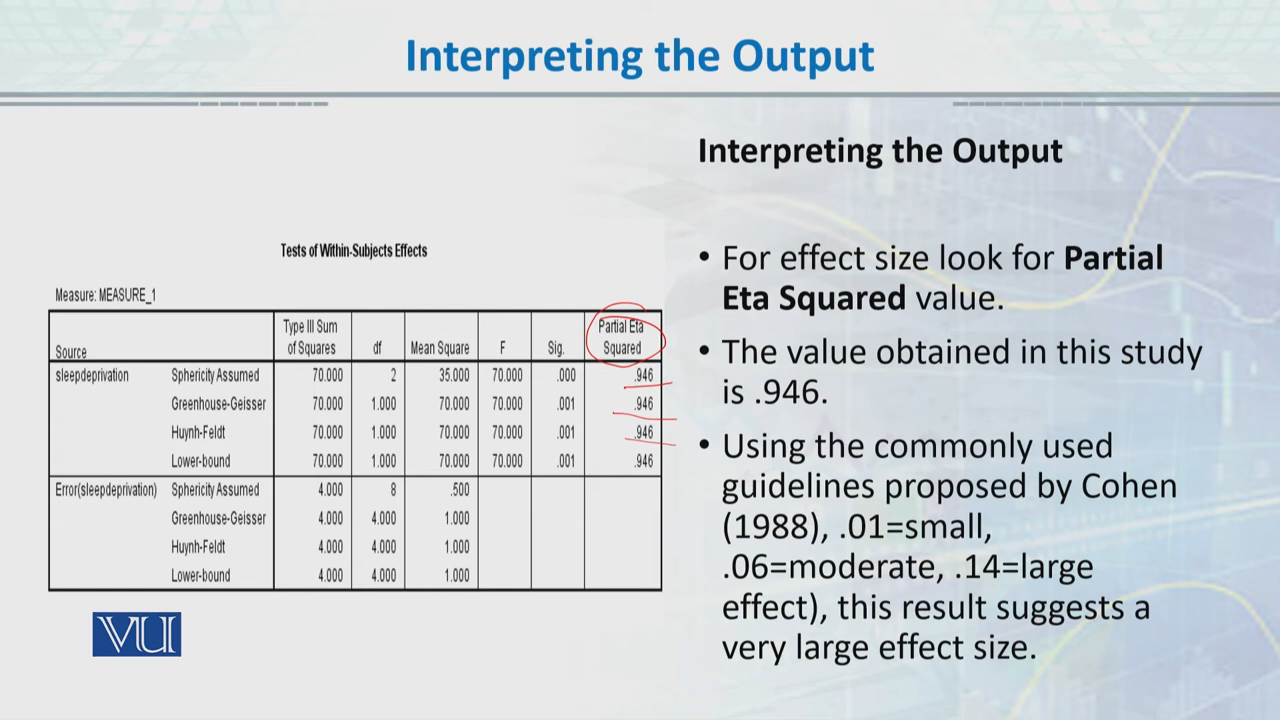 Interpreting the Output
Interpreting the Output
• For effect size look for Partial
Eta Squared value.
• The value obtained in this study
is .946.
• Using the commonly used
guidelines proposed by Cohen
(1988), .01=small,
.06=moderate, .14=large
effect), this result suggests a
very large effect size.
Tests of Within-Subjects Effects
Measure: MEASURE_1
Source Type III Sum of Squares df Mean Square F Sig. Partial Eta Squared
sleepdeprivation Sphericity Assumed 70.000 2 35.000 70.000 .000 .946
Greenhouse-Geisser 70.000 1.000 70.000 70.000 .001 .946
Huynh-Feldt 70.000 1.000 70.000 70.000 .001 .946
Lower-bound 70.000 1.000 70.000 70.000 .001 .946
Error(sleepdeprivation) Sphericity Assumed 4.000 8 .500
Greenhouse-Geisser 4.000 4.000 1.000
Huynh-Feldt 4.000 4.000 1.000
Lower-bound 4.000 4.000 1.000
VU